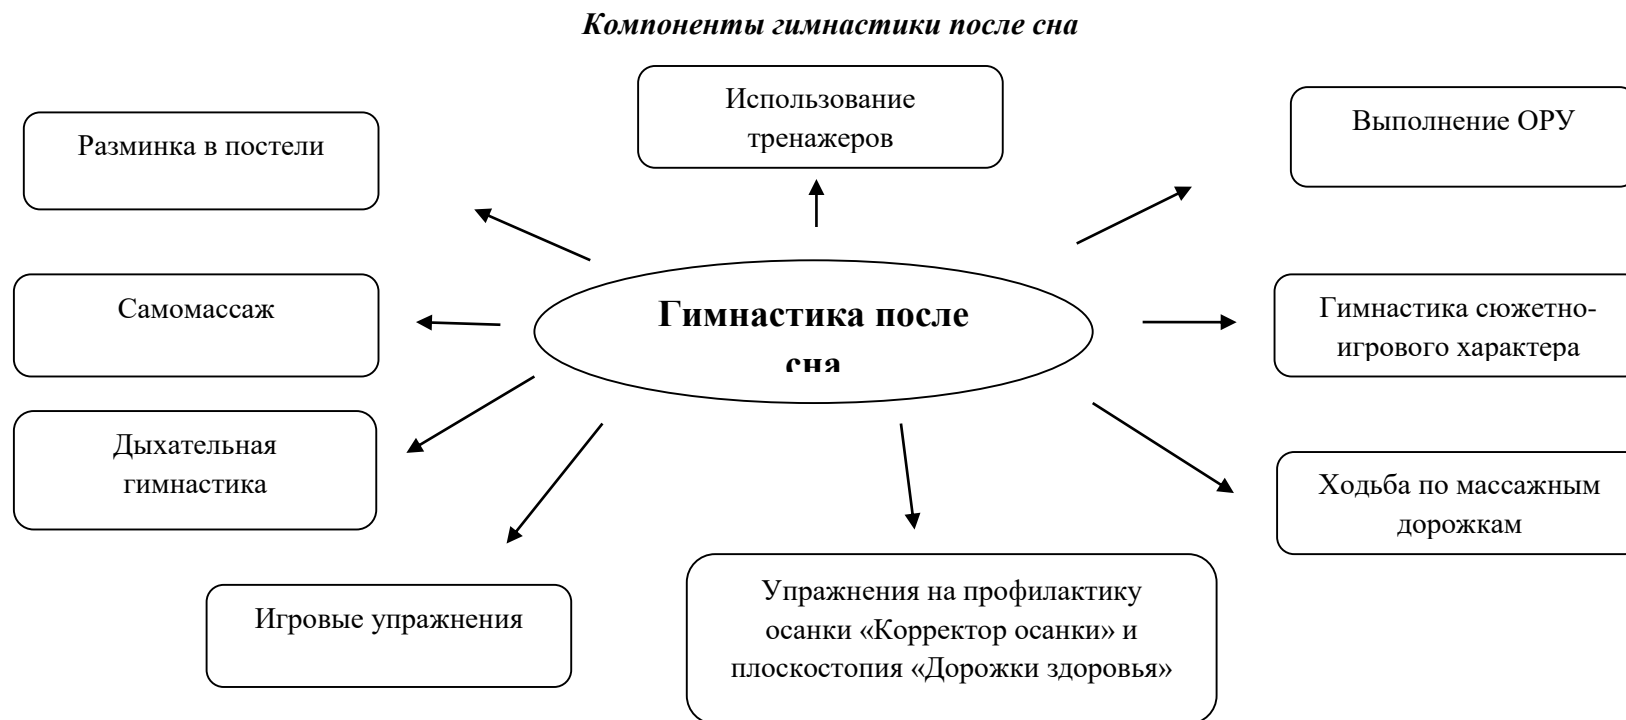 Компоненты гимнастики после сна
Использование
тренажеров
Выполнение ОРУ
Разминка в постели
Самомассаж
Гимнастика после
сна
Гимнастика сюжетно-
игрового характера
Дыхательная
гимнастика
Ходьба по массажным
дорожкам
Игровые упражнения
Упражнения на профилактику
осанки «Корректор осанки» и
плоскостопия «Дорожки здоровья»